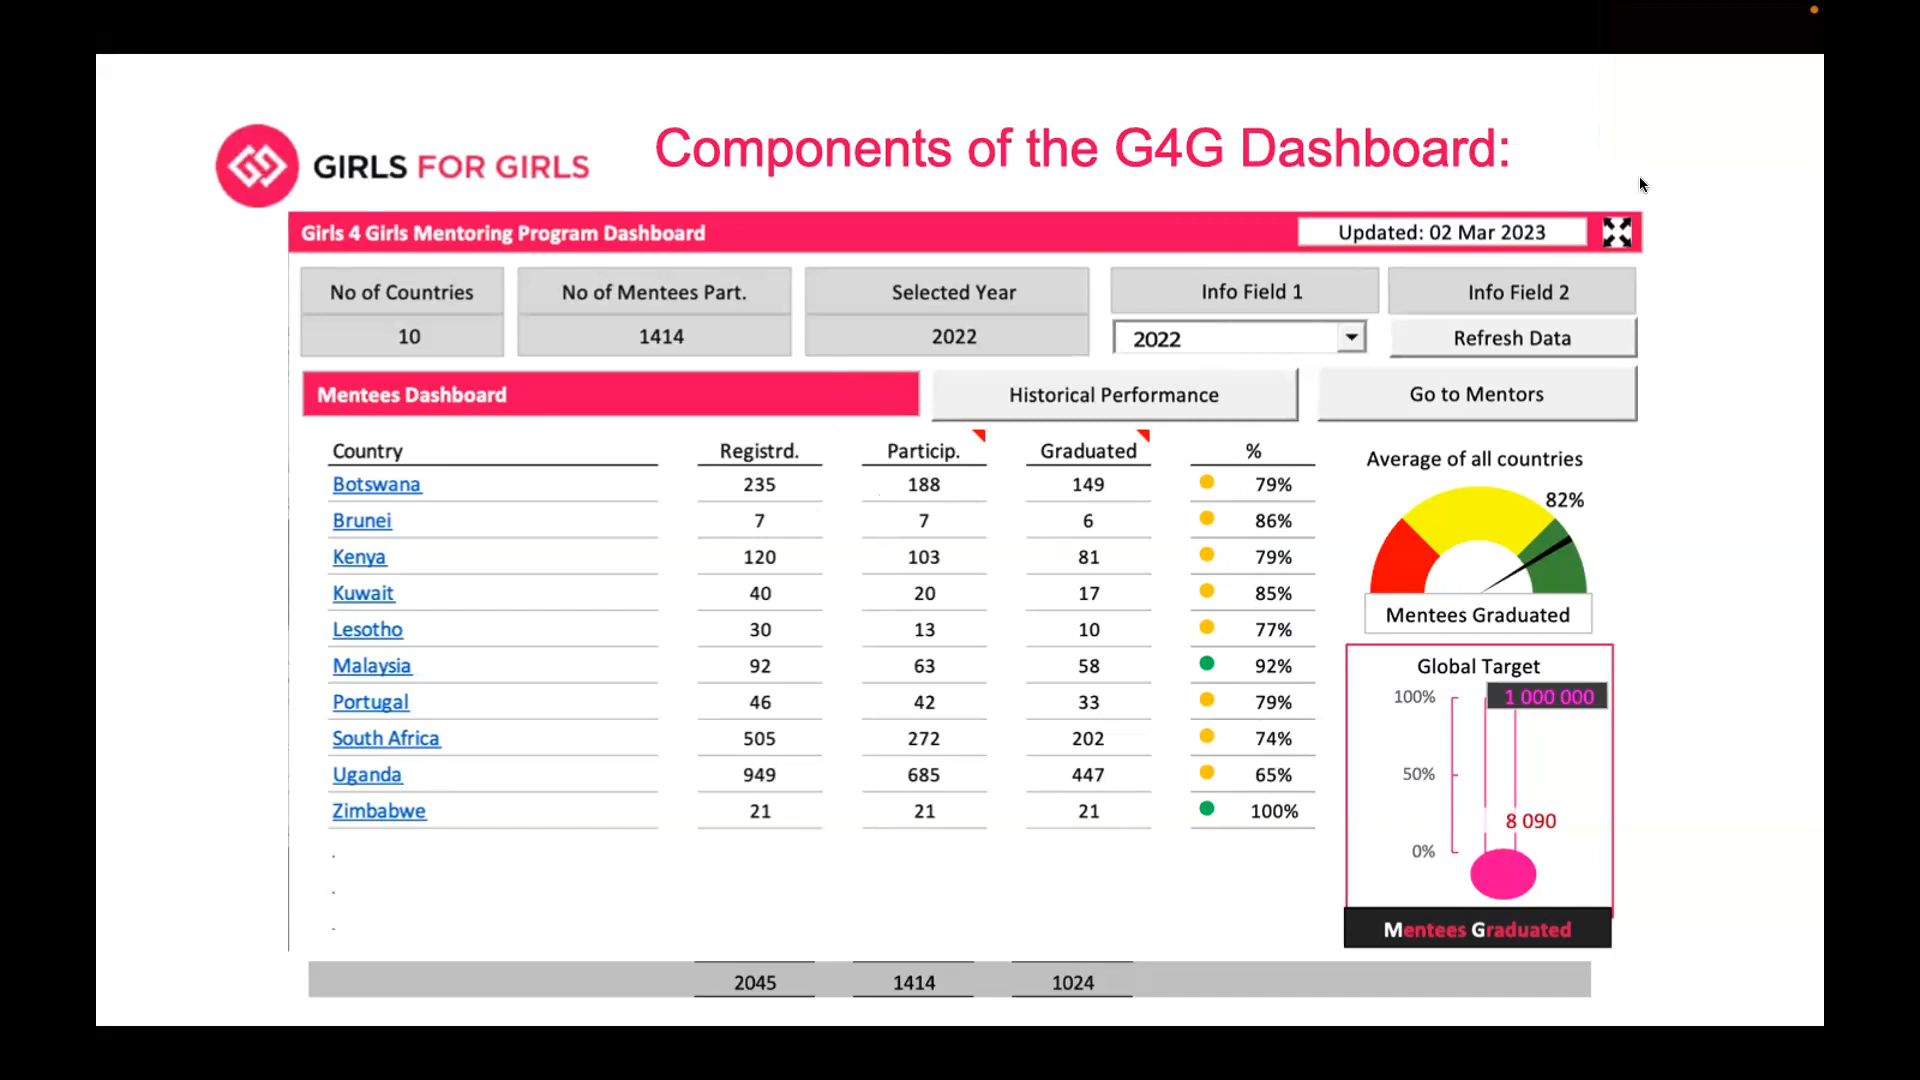 GIRLS FOR GIRLS
Components of the G4G Dashboard:
Girls 4 Girls Mentoring Program Dashboard
Updated: 02 Mar 2023
No of Countries No of Mentees Part. Selected Year Info Field 1 Info Field 2
10 1414 2022 2022 Refresh Data
Mentees Dashboard Historical Performance Go to Mentors
Country Registrd. Particip. Graduated %
Botswana 235 188 149 79%
Brunei 7 7 6 86%
Kenya 120 103 81 79%
Kuwait 40 20 17 85%
Lesotho 30 13 10 77%
Malaysia 92 63 58 92%
Portugal 46 42 33 79%
South Africa 505 272 202 74%
Uganda 949 685 447 65%
Zimbabwe 21 21 21 100%
.
.
.
2045 1414 1024
Average of all countries
82%
Mentees Graduated
Global Target
100% 1 000 000
50%
8 090
0%
Mentees Graduated